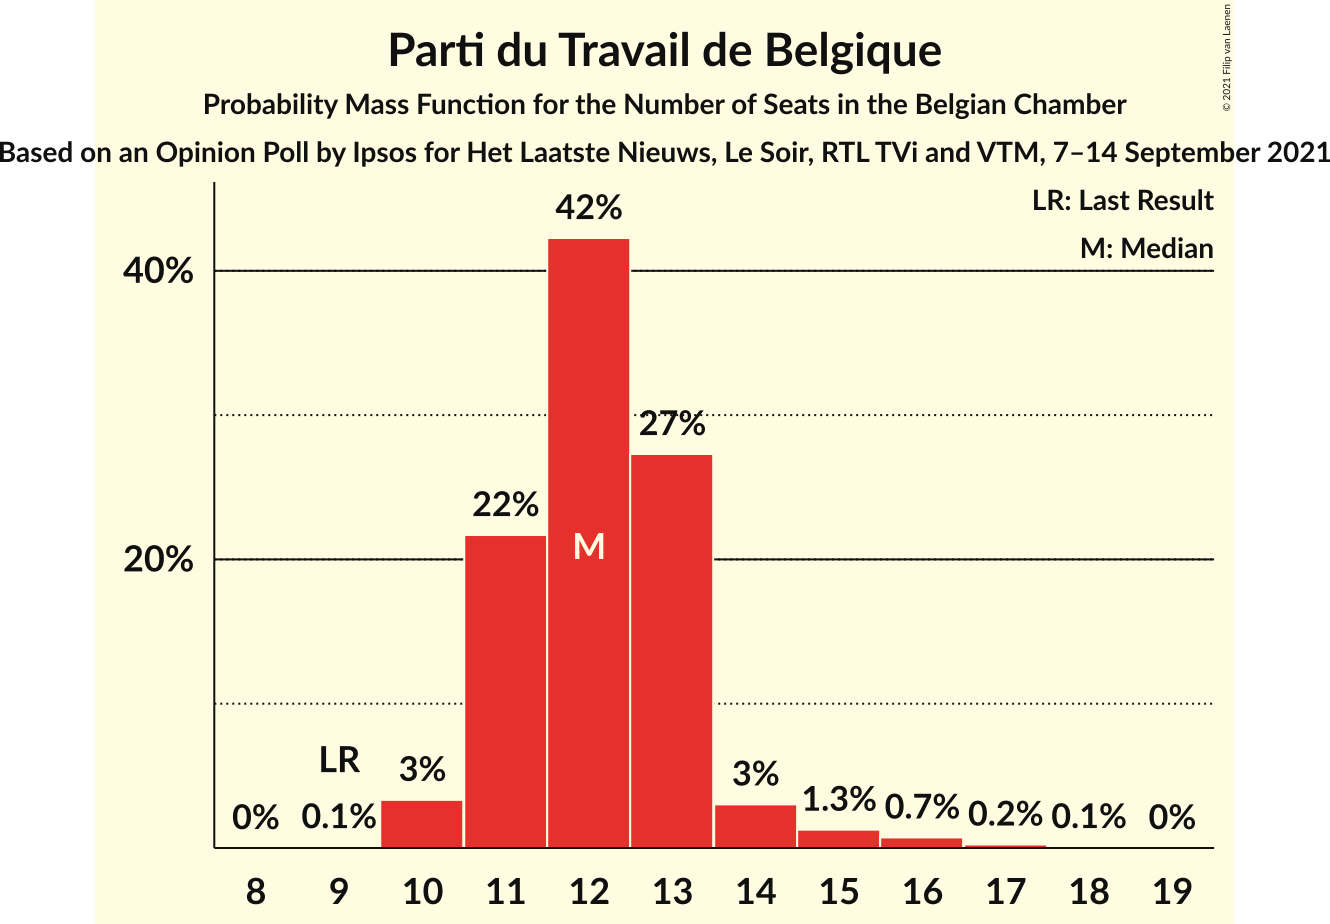 Parti du Travail de Belgique
Probability Mass Function for the Number of Seats in the Belgian Chamber
Based on an Opinion Poll by Ipsos for Het Laatste Nieuws, Le Soir, RTL TVi and VTM, 7–14 September 2021
© 2021 Filip van Laenen
LR: Last Result
M: Median
40%
20%
0%
0.1%
LR
3%
22%
42%
M
27%
3%
1.3%
0.7%
0.2%
0.1%
0%
8 9 10 11 12 13 14 15 16 17 18 19